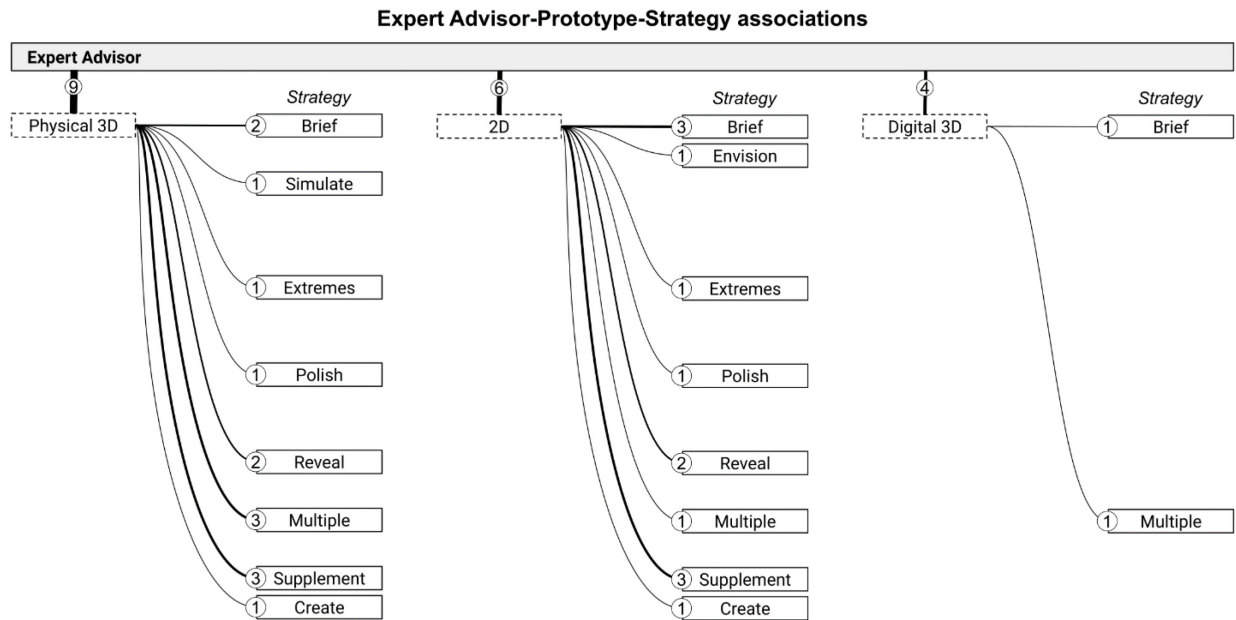 Expert Advisor-Prototype-Strategy associations
Expert Advisor
9
Physical 3D
Strategy
2 Brief
1 Simulate
1 Extremes
1 Polish
2 Reveal
3 Multiple
3 Supplement
1 Create
6
2D
Strategy
3 Brief
1 Envision
1 Extremes
1 Polish
2 Reveal
1 Multiple
3 Supplement
1 Create
4
Digital 3D
Strategy
1 Brief
1 Multiple